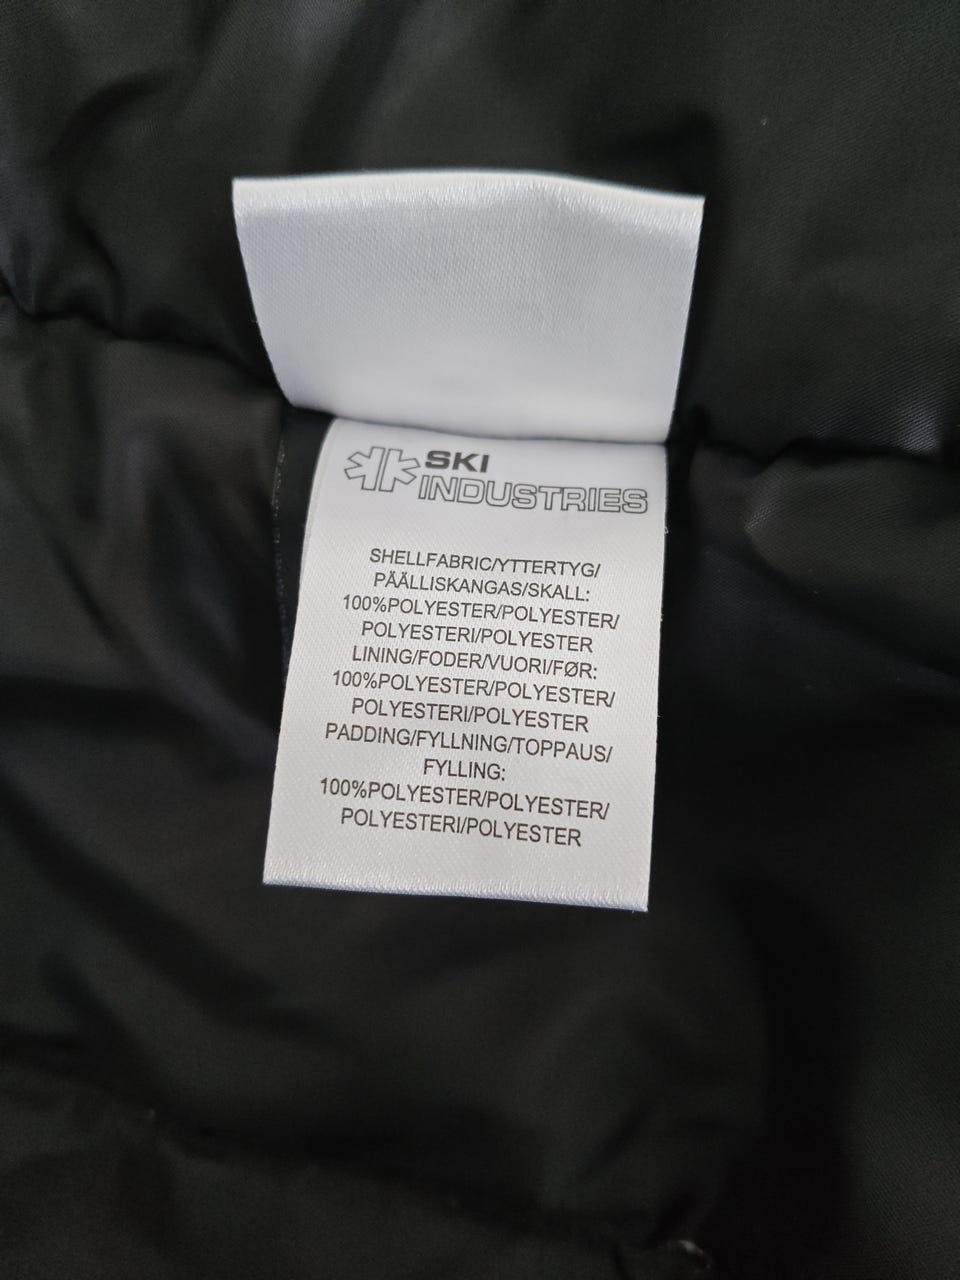 SKI
INDUSTRIES
SHELLFABRIC/YTTERTYG/
PÄÄLLISKANGAS/SKALL:
100%POLYESTER/POLYESTER/
POLYESTERI/POLYESTER
LINING/FODER/VUORI/FØR:
100%POLYESTER/POLYESTER/
POLYESTERI/POLYESTER
PADDING/FYLLNING/TOPPAUS/
FYLLING:
100%POLYESTER/POLYESTER/
POLYESTERI/POLYESTER